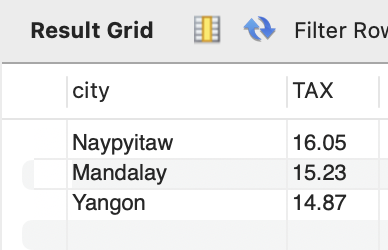 Result Grid Filter Row
city TAX
Naypyitaw 16.05
Mandalay 15.23
Yangon 14.87